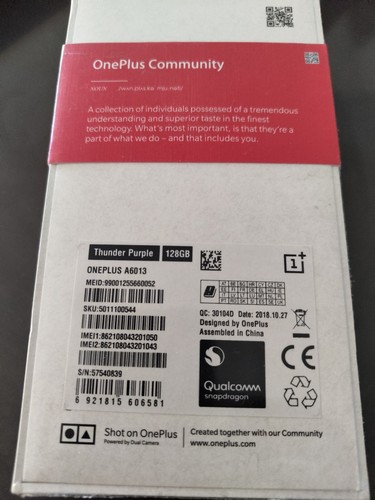 OnePlus Community
A collection of individuals possessed of a tremendous
understanding and superior taste in the finest
technology. What's most important, is that they're a
part of what we do – and that includes you.
Thunder Purple 128GB
ONEPLUS A6013
MEID:99001255660052
SKU:5011100544
IMEI1:862108043201050
IMEI2:862108043201043
S/N:57540839
6 921815 606581
1+
QC: 30104D Date: 2018.10.27
Designed by OnePlus
Assembled in China
Qualcomm
snapdragon
CE
Shot on OnePlus
Powered by Dual Camera
Created together with our Community
www.oneplus.com